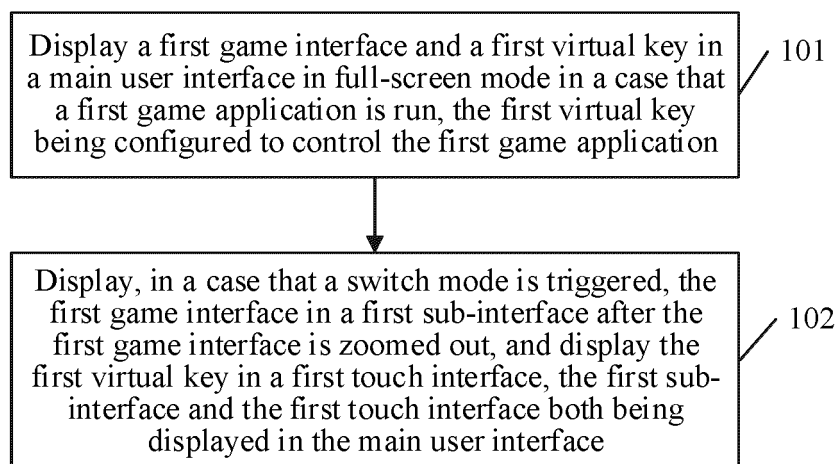 Display a first game interface and a first virtual key in
a main user interface in full-screen mode in a case that
a first game application is run, the first virtual key
being configured to control the first game application
101
Display, in a case that a switch mode is triggered, the
first game interface in a first sub-interface after the
first game interface is zoomed out, and display the
first virtual key in a first touch interface, the first sub-
interface and the first touch interface both being
displayed in the main user interface
102